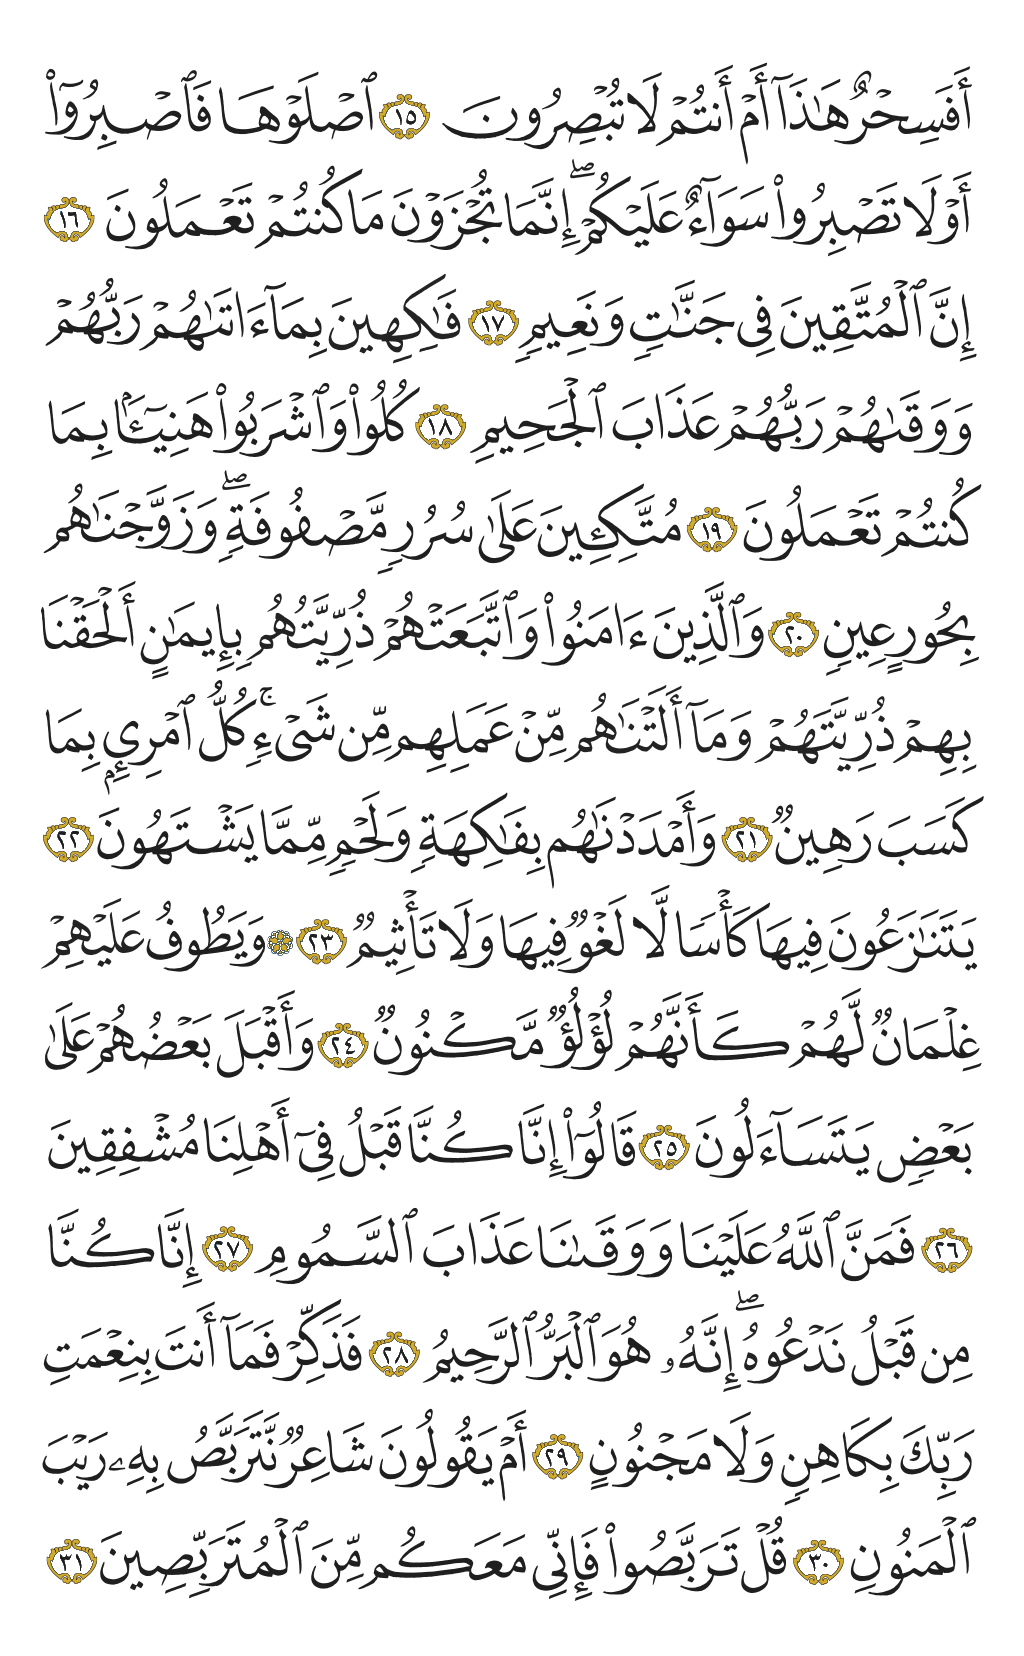 أَفَسِحْرٌ هَٰذَآ أَمْ أَنتُمْ لَا تُبْصِرُونَ ١٥ ٱصْلَوْهَا فَٱصْبِرُوٓا۟
أَوْ لَا تَصْبِرُوا۟ سَوَآءٌ عَلَيْكُمْ ۖ إِنَّمَا تُجْزَوْنَ مَا كُنتُمْ تَعْمَلُونَ ١٦
إِنَّ ٱلْمُتَّقِينَ فِى جَنَّٰتٍ وَنَعِيمٍ ١٧ فَٰكِهِينَ بِمَآ ءَاتَىٰهُمْ رَبُّهُمْ
وَوَقَىٰهُمْ رَبُّهُمْ عَذَابَ ٱلْجَحِيمِ ١٨ كُلُوا۟ وَٱشْرَبُوا۟ هَنِيٓـًٔۢا بِمَا
كُنتُمْ تَعْمَلُونَ ١٩ مُتَّكِـِٔينَ عَلَىٰ سُرُرٍ مَّصْفُوفَةٍ ۖ وَزَوَّجْنَٰهُم
بِحُورٍ عِينٍ ٢٠ وَٱلَّذِينَ ءَامَنُوا۟ وَٱتَّبَعَتْهُمْ ذُرِّيَّتُهُم بِإِيمَٰنٍ أَلْحَقْنَا
بِهِمْ ذُرِّيَّتَهُمْ وَمَآ أَلَتْنَٰهُم مِّنْ عَمَلِهِم مِّن شَىْءٍ ۚ كُلُّ ٱمْرِئٍۭ بِمَا
كَسَبَ رَهِينٌ ٢١ وَأَمْدَدْنَٰهُم بِفَٰكِهَةٍ وَلَحْمٍ مِّمَّا يَشْتَهُونَ ٢٢
يَتَنَٰزَعُونَ فِيهَا كَأْسًا لَّا لَغْوٌ فِيهَا وَلَا تَأْثِيمٌ ٢٣ ۞ وَيَطُوفُ عَلَيْهِمْ
غِلْمَانٌ لَّهُمْ كَأَنَّهُمْ لُؤْلُؤٌ مَّكْنُونٌ ٢٤ وَأَقْبَلَ بَعْضُهُمْ عَلَىٰ
بَعْضٍ يَتَسَآءَلُونَ ٢٥ قَالُوٓا۟ إِنَّا كُنَّا قَبْلُ فِىٓ أَهْلِنَا مُشْفِقِينَ
٢٦ فَمَنَّ ٱللَّهُ عَلَيْنَا وَوَقَىٰنَا عَذَابَ ٱلسَّمُومِ ٢٧ إِنَّا كُنَّا
مِن قَبْلُ نَدْعُوهُ ۖ إِنَّهُۥ هُوَ ٱلْبَرُّ ٱلرَّحِيمُ ٢٨ فَذَكِّرْ فَمَآ أَنتَ بِنِعْمَتِ
رَبِّكَ بِكَاهِنٍ وَلَا مَجْنُونٍ ٢٩ أَمْ يَقُولُونَ شَاعِرٌ نَّتَرَبَّصُ بِهِۦ رَيْبَ
ٱلْمَنُونِ ٣٠ قُلْ تَرَبَّصُوا۟ فَإِنِّى مَعَكُم مِّنَ ٱلْمُتَرَبِّصِينَ ٣١